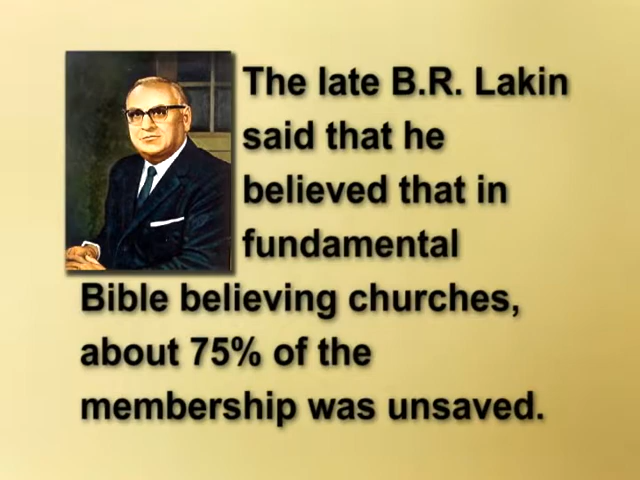 The late B.R. Lakin
said that he
believed that in
fundamental
Bible believing churches,
about 75% of the
membership was unsaved.